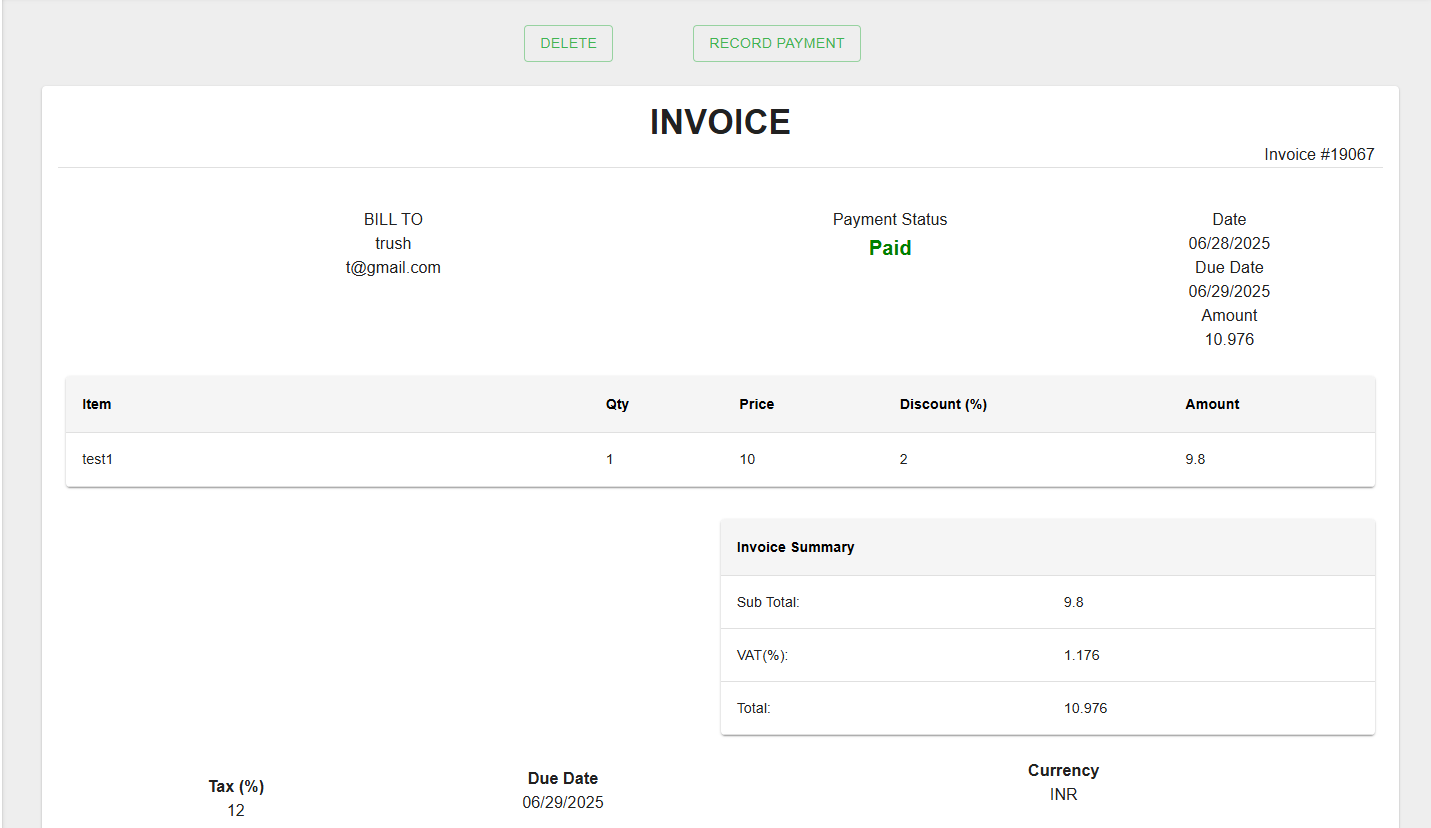 DELETE RECORD PAYMENT
INVOICE
Invoice #19067
BILL TO
trush
t@gmail.com
Payment Status
Paid
Date
06/28/2025
Due Date
06/29/2025
Amount
10.976
Item Qty Price Discount (%) Amount
test1 1 10 2 9.8
Invoice Summary
Sub Total: 9.8
VAT(%): 1.176
Total: 10.976
Tax (%)
12
Due Date
06/29/2025
Currency
INR